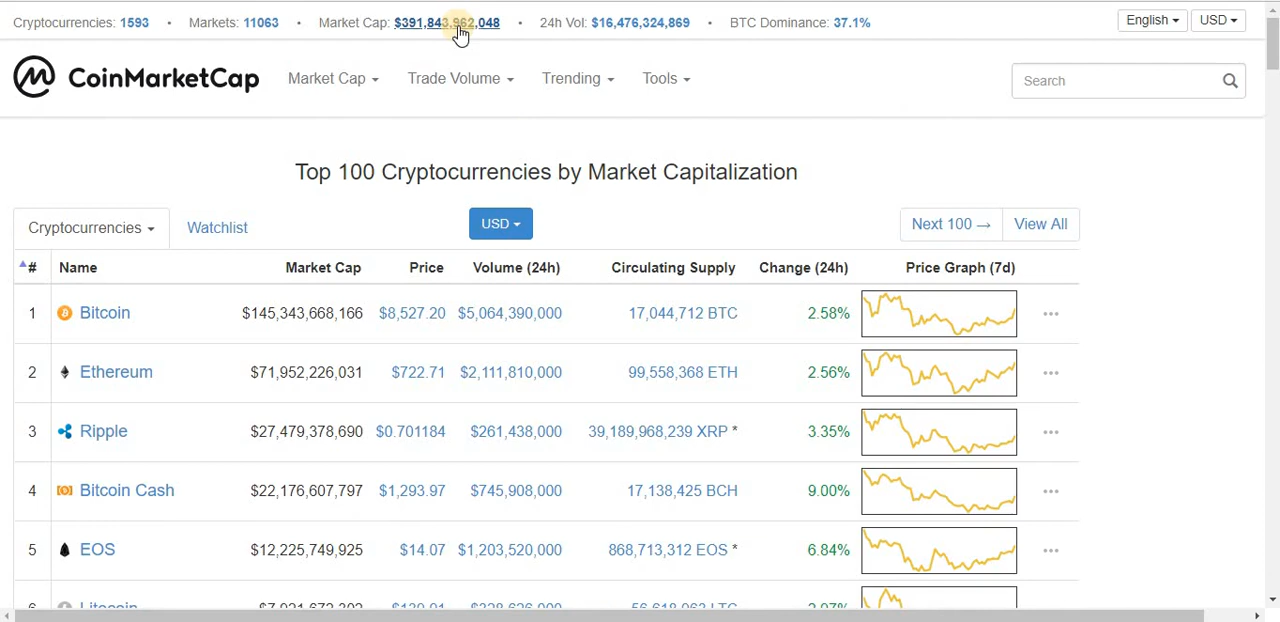 Cryptocurrencies: 1593 • Markets: 11063 • Market Cap: $391,843,962,048 • 24h Vol: $16,476,324,869 • BTC Dominance: 37.1% English USD
CoinMarketCap Market Cap Trade Volume Trending Tools Search
Top 100 Cryptocurrencies by Market Capitalization
Cryptocurrencies Watchlist USD Next 100 → View All
# Name Market Cap Price Volume (24h) Circulating Supply Change (24h) Price Graph (7d)
1 Bitcoin $145,343,668,166 $8,527.20 $5,064,390,000 17,044,712 BTC 2.58%
2 Ethereum $71,952,226,031 $722.71 $2,111,810,000 99,558,368 ETH 2.56%
3 Ripple $27,479,378,690 $0.701184 $261,438,000 39,189,968,239 XRP * 3.35%
4 Bitcoin Cash $22,176,607,797 $1,293.97 $745,908,000 17,138,425 BCH 9.00%
5 EOS $12,225,749,925 $14.07 $1,203,520,000 868,713,312 EOS * 6.84%
6 Litecoin